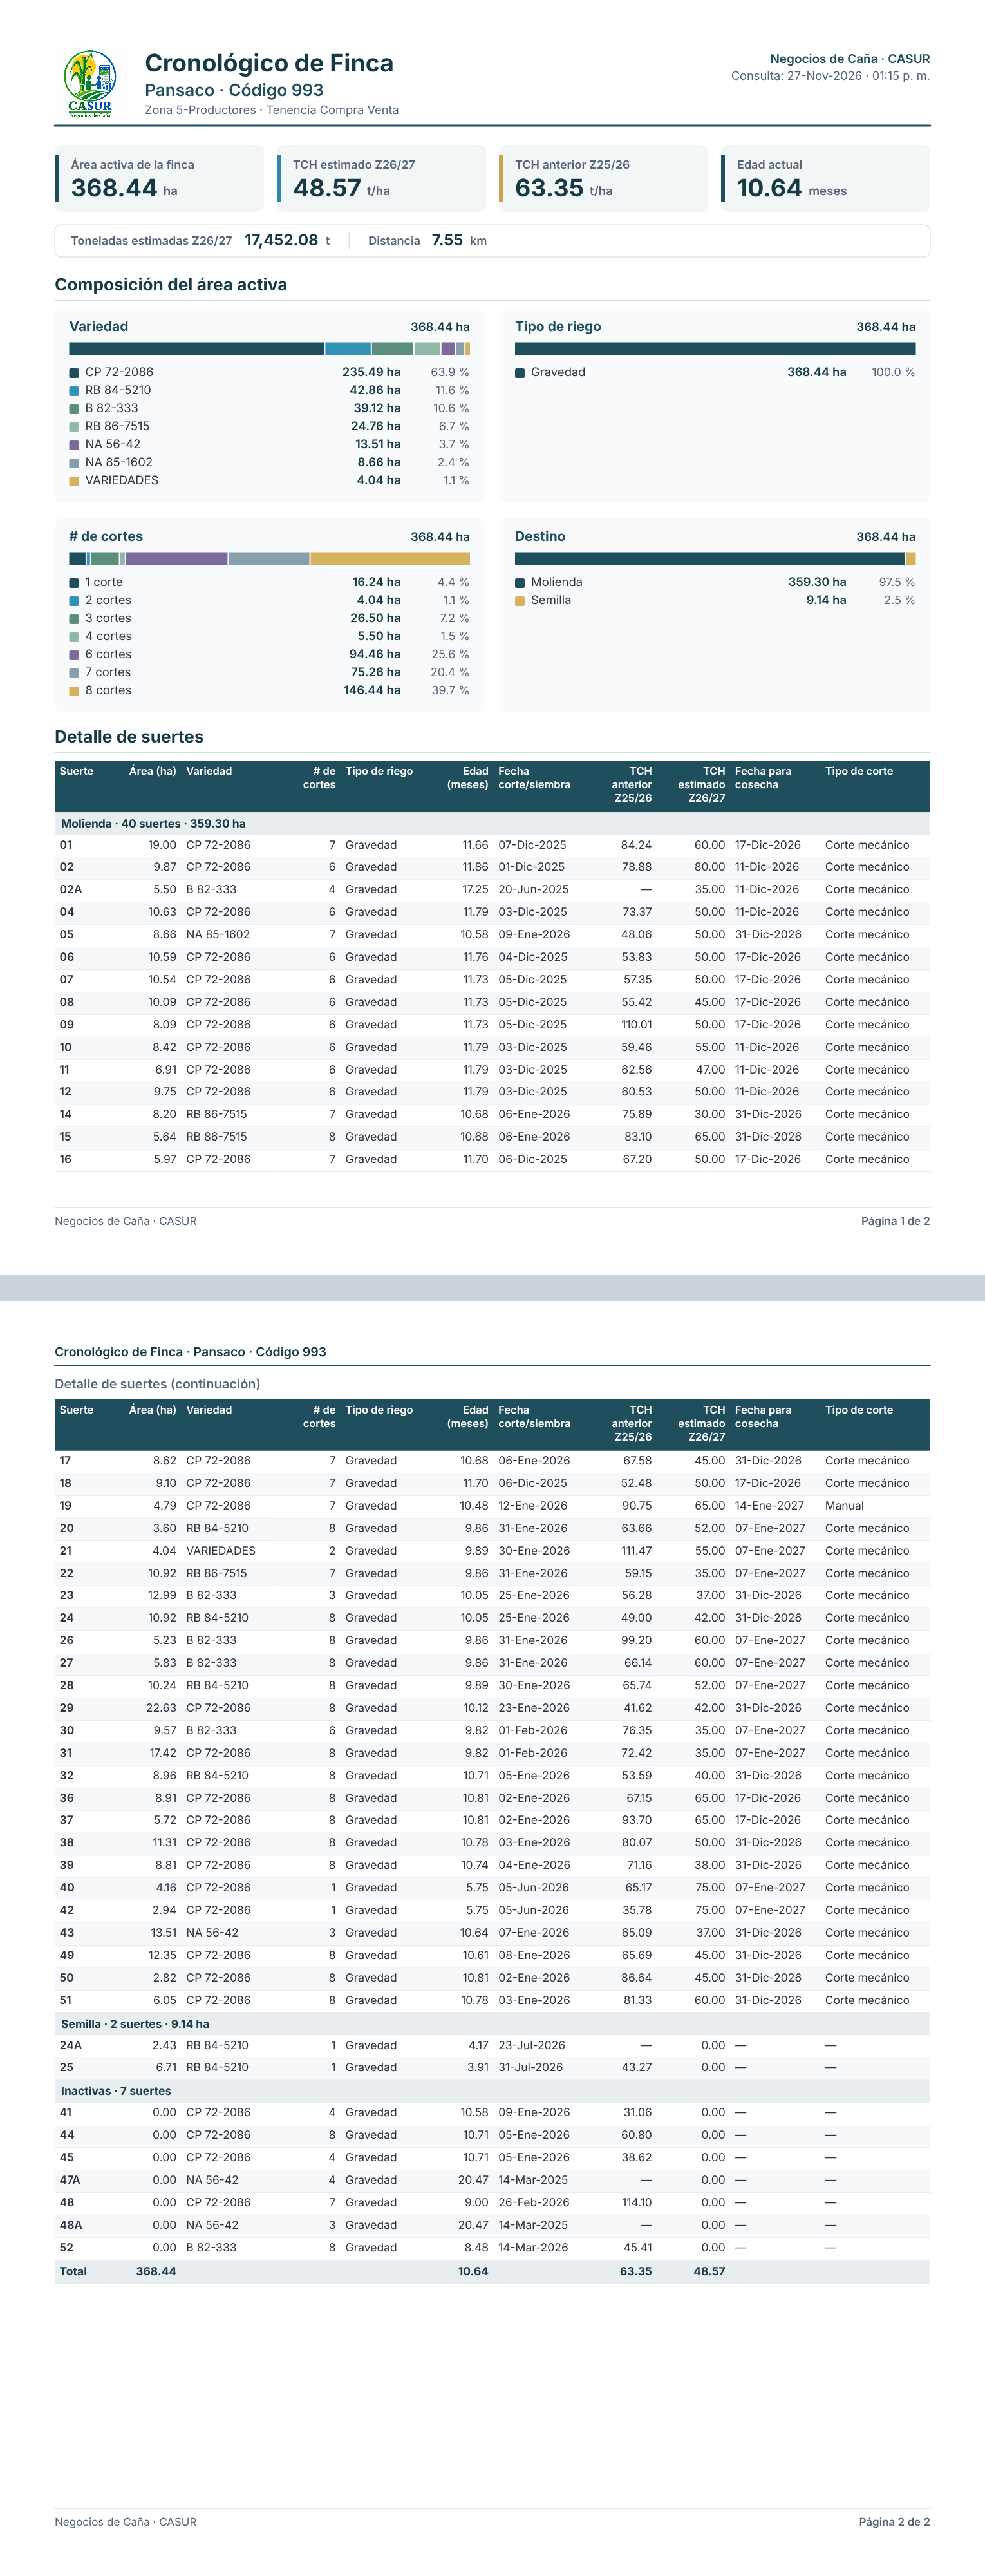 CASUR
Negocios de Caña
Cronológico de Finca
Pansaco · Código 993
Zona 5-Productores · Tenencia Compra Venta
Negocios de Caña · CASUR
Consulta: 27-Nov-2026 · 01:15 p. m.
Área activa de la finca
368.44 ha
TCH estimado Z26/27
48.57 t/ha
TCH anterior Z25/26
63.35 t/ha
Edad actual
10.64 meses
Toneladas estimadas Z26/27 17,452.08 t Distancia 7.55 km
Composición del área activa
Variedad 368.44 ha
CP 72-2086 235.49 ha 63.9 %
RB 84-5210 42.86 ha 11.6 %
B 82-333 39.12 ha 10.6 %
RB 86-7515 24.76 ha 6.7 %
NA 56-42 13.51 ha 3.7 %
NA 85-1602 8.66 ha 2.4 %
VARIEDADES 4.04 ha 1.1 %
Tipo de riego 368.44 ha
Gravedad 368.44 ha 100.0 %
# de cortes 368.44 ha
1 corte 16.24 ha 4.4 %
2 cortes 4.04 ha 1.1 %
3 cortes 26.50 ha 7.2 %
4 cortes 5.50 ha 1.5 %
6 cortes 94.46 ha 25.6 %
7 cortes 75.26 ha 20.4 %
8 cortes 146.44 ha 39.7 %
Destino 368.44 ha
Molienda 359.30 ha 97.5 %
Semilla 9.14 ha 2.5 %
Detalle de suertes
Suerte Área (ha) Variedad # de cortes Tipo de riego Edad (meses) Fecha corte/siembra TCH anterior Z25/26 TCH estimado Z26/27 Fecha para cosecha Tipo de corte
Molienda · 40 suertes · 359.30 ha
01 19.00 CP 72-2086 7 Gravedad 11.66 07-Dic-2025 84.24 60.00 17-Dic-2026 Corte mecánico
02 9.87 CP 72-2086 6 Gravedad 11.86 01-Dic-2025 78.88 80.00 11-Dic-2026 Corte mecánico
02A 5.50 B 82-333 4 Gravedad 17.25 20-Jun-2025 — 35.00 11-Dic-2026 Corte mecánico
04 10.63 CP 72-2086 6 Gravedad 11.79 03-Dic-2025 73.37 50.00 11-Dic-2026 Corte mecánico
05 8.66 NA 85-1602 7 Gravedad 10.58 09-Ene-2026 48.06 50.00 31-Dic-2026 Corte mecánico
06 10.59 CP 72-2086 6 Gravedad 11.76 04-Dic-2025 53.83 50.00 17-Dic-2026 Corte mecánico
07 10.54 CP 72-2086 6 Gravedad 11.73 05-Dic-2025 57.35 50.00 17-Dic-2026 Corte mecánico
08 10.09 CP 72-2086 6 Gravedad 11.73 05-Dic-2025 55.42 45.00 17-Dic-2026 Corte mecánico
09 8.09 CP 72-2086 6 Gravedad 11.73 05-Dic-2025 110.01 50.00 17-Dic-2026 Corte mecánico
10 8.42 CP 72-2086 6 Gravedad 11.79 03-Dic-2025 59.46 55.00 11-Dic-2026 Corte mecánico
11 6.91 CP 72-2086 6 Gravedad 11.79 03-Dic-2025 62.56 47.00 11-Dic-2026 Corte mecánico
12 9.75 CP 72-2086 6 Gravedad 11.79 03-Dic-2025 60.53 50.00 11-Dic-2026 Corte mecánico
14 8.20 RB 86-7515 7 Gravedad 10.68 06-Ene-2026 75.89 30.00 31-Dic-2026 Corte mecánico
15 5.64 RB 86-7515 8 Gravedad 10.68 06-Ene-2026 83.10 65.00 31-Dic-2026 Corte mecánico
16 5.97 CP 72-2086 7 Gravedad 11.70 06-Dic-2025 67.20 50.00 17-Dic-2026 Corte mecánico
Negocios de Caña · CASUR Página 1 de 2
Cronológico de Finca · Pansaco · Código 993
Detalle de suertes (continuación)
Suerte Área (ha) Variedad # de cortes Tipo de riego Edad (meses) Fecha corte/siembra TCH anterior Z25/26 TCH estimado Z26/27 Fecha para cosecha Tipo de corte
17 8.62 CP 72-2086 7 Gravedad 10.68 06-Ene-2026 67.58 45.00 31-Dic-2026 Corte mecánico
18 9.10 CP 72-2086 7 Gravedad 11.70 06-Dic-2025 52.48 50.00 17-Dic-2026 Corte mecánico
19 4.79 CP 72-2086 7 Gravedad 10.48 12-Ene-2026 90.75 65.00 14-Ene-2027 Manual
20 3.60 RB 84-5210 8 Gravedad 9.86 31-Ene-2026 63.66 52.00 07-Ene-2027 Corte mecánico
21 4.04 VARIEDADES 2 Gravedad 9.89 30-Ene-2026 111.47 55.00 07-Ene-2027 Corte mecánico
22 10.92 RB 86-7515 7 Gravedad 9.86 31-Ene-2026 59.15 35.00 07-Ene-2027 Corte mecánico
23 12.99 B 82-333 3 Gravedad 10.05 25-Ene-2026 56.28 37.00 31-Dic-2026 Corte mecánico
24 10.92 RB 84-5210 8 Gravedad 10.05 25-Ene-2026 49.00 42.00 31-Dic-2026 Corte mecánico
26 5.23 B 82-333 8 Gravedad 9.86 31-Ene-2026 99.20 60.00 07-Ene-2027 Corte mecánico
27 5.83 B 82-333 8 Gravedad 9.86 31-Ene-2026 66.14 60.00 07-Ene-2027 Corte mecánico
28 10.24 RB 84-5210 8 Gravedad 9.89 30-Ene-2026 65.74 52.00 07-Ene-2027 Corte mecánico
29 22.63 CP 72-2086 8 Gravedad 10.12 23-Ene-2026 41.62 42.00 31-Dic-2026 Corte mecánico
30 9.57 B 82-333 6 Gravedad 9.82 01-Feb-2026 76.35 35.00 07-Ene-2027 Corte mecánico
31 17.42 CP 72-2086 8 Gravedad 9.82 01-Feb-2026 72.42 35.00 07-Ene-2027 Corte mecánico
32 8.96 RB 84-5210 8 Gravedad 10.71 05-Ene-2026 53.59 40.00 31-Dic-2026 Corte mecánico
36 8.91 CP 72-2086 8 Gravedad 10.81 02-Ene-2026 67.15 65.00 17-Dic-2026 Corte mecánico
37 5.72 CP 72-2086 8 Gravedad 10.81 02-Ene-2026 93.70 65.00 17-Dic-2026 Corte mecánico
38 11.31 CP 72-2086 8 Gravedad 10.78 03-Ene-2026 80.07 50.00 31-Dic-2026 Corte mecánico
39 8.81 CP 72-2086 8 Gravedad 10.74 04-Ene-2026 71.16 38.00 31-Dic-2026 Corte mecánico
40 4.16 CP 72-2086 1 Gravedad 5.75 05-Jun-2026 65.17 75.00 07-Ene-2027 Corte mecánico
42 2.94 CP 72-2086 1 Gravedad 5.75 05-Jun-2026 35.78 75.00 07-Ene-2027 Corte mecánico
43 13.51 NA 56-42 3 Gravedad 10.64 07-Ene-2026 65.09 37.00 31-Dic-2026 Corte mecánico
49 12.35 CP 72-2086 8 Gravedad 10.61 08-Ene-2026 65.69 45.00 31-Dic-2026 Corte mecánico
50 2.82 CP 72-2086 8 Gravedad 10.81 02-Ene-2026 86.64 45.00 31-Dic-2026 Corte mecánico
51 6.05 CP 72-2086 8 Gravedad 10.78 03-Ene-2026 81.33 60.00 31-Dic-2026 Corte mecánico
Semilla · 2 suertes · 9.14 ha
24A 2.43 RB 84-5210 1 Gravedad 4.17 23-Jul-2026 — 0.00 — —
25 6.71 RB 84-5210 1 Gravedad 3.91 31-Jul-2026 43.27 0.00 — —
Inactivas · 7 suertes
41 0.00 CP 72-2086 4 Gravedad 10.58 09-Ene-2026 31.06 0.00 — —
44 0.00 CP 72-2086 8 Gravedad 10.71 05-Ene-2026 60.80 0.00 — —
45 0.00 CP 72-2086 4 Gravedad 10.71 05-Ene-2026 38.62 0.00 — —
47A 0.00 NA 56-42 4 Gravedad 20.47 14-Mar-2025 — 0.00 — —
48 0.00 CP 72-2086 7 Gravedad 9.00 26-Feb-2026 114.10 0.00 — —
48A 0.00 NA 56-42 3 Gravedad 20.47 14-Mar-2025 — 0.00 — —
52 0.00 B 82-333 8 Gravedad 8.48 14-Mar-2026 45.41 0.00 — —
Total 368.44 10.64 63.35 48.57
Negocios de Caña · CASUR Página 2 de 2